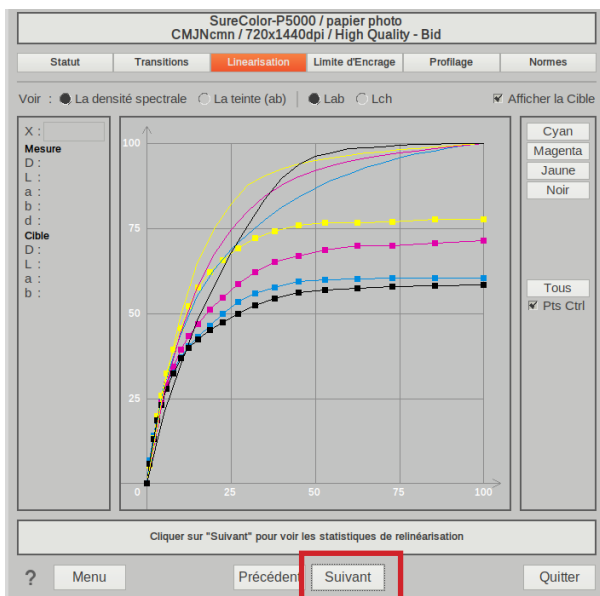 SureColor-P5000 / papier photo
CMJNcmn / 720x1440dpi / High Quality - Bid
Statut Transitions Linearisation Limite d'Encrage Profilage Normes
Voir : La densité spectrale La teinte (ab) Lab Lch Afficher la Cible
X :
Mesure
D :
L :
a :
b :
d :
Cible
D :
L :
a :
b :
100
75
50
25
0 25 50 75 100
Cyan
Magenta
Jaune
Noir
Tous
Pts Ctrl
Cliquer sur "Suivant" pour voir les statistiques de relinéarisation
? Menu Précédent Suivant Quitter